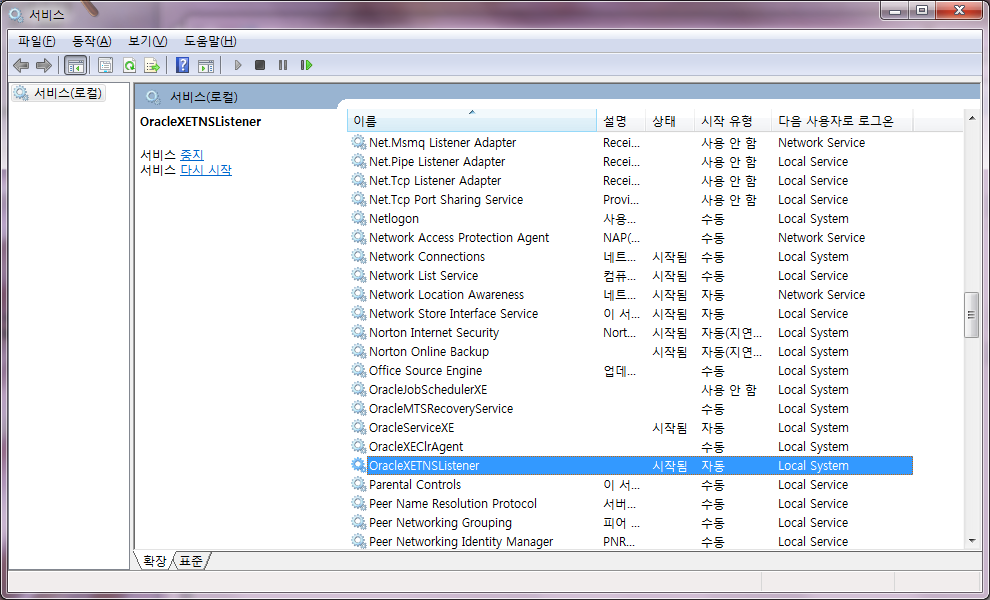 서비스
파일(F) 동작(A) 보기(V) 도움말(H)
서비스(로컬)
서비스(로컬)
OracleXETNSListener
서비스 중지
서비스 다시 시작
이름 설명 상태 시작 유형 다음 사용자로 로그온
Net.Msmq Listener Adapter Recei... 사용 안 함 Network Service
Net.Pipe Listener Adapter Recei... 사용 안 함 Local Service
Net.Tcp Listener Adapter Recei... 사용 안 함 Local Service
Net.Tcp Port Sharing Service Provi... 사용 안 함 Local Service
Netlogon 사용... 수동 Local System
Network Access Protection Agent NAP(... 수동 Network Service
Network Connections 네트... 시작됨 수동 Local System
Network List Service 컴퓨... 시작됨 수동 Local Service
Network Location Awareness 네트... 시작됨 자동 Network Service
Network Store Interface Service 이 서... 시작됨 자동 Local Service
Norton Internet Security Nort... 시작됨 자동(지연... Local System
Norton Online Backup 시작됨 자동(지연... Local System
Office Source Engine 업데... 수동 Local System
OracleJobSchedulerXE 사용 안 함 Local System
OracleMTSRecoveryService 수동 Local System
OracleServiceXE 시작됨 자동 Local System
OracleXEClrAgent 수동 Local System
OracleXETNSListener 시작됨 자동 Local System
Parental Controls 이 서... 수동 Local Service
Peer Name Resolution Protocol 서버... 수동 Local Service
Peer Networking Grouping 피어 ... 수동 Local Service
Peer Networking Identity Manager PNR... 수동 Local Service
확장 표준